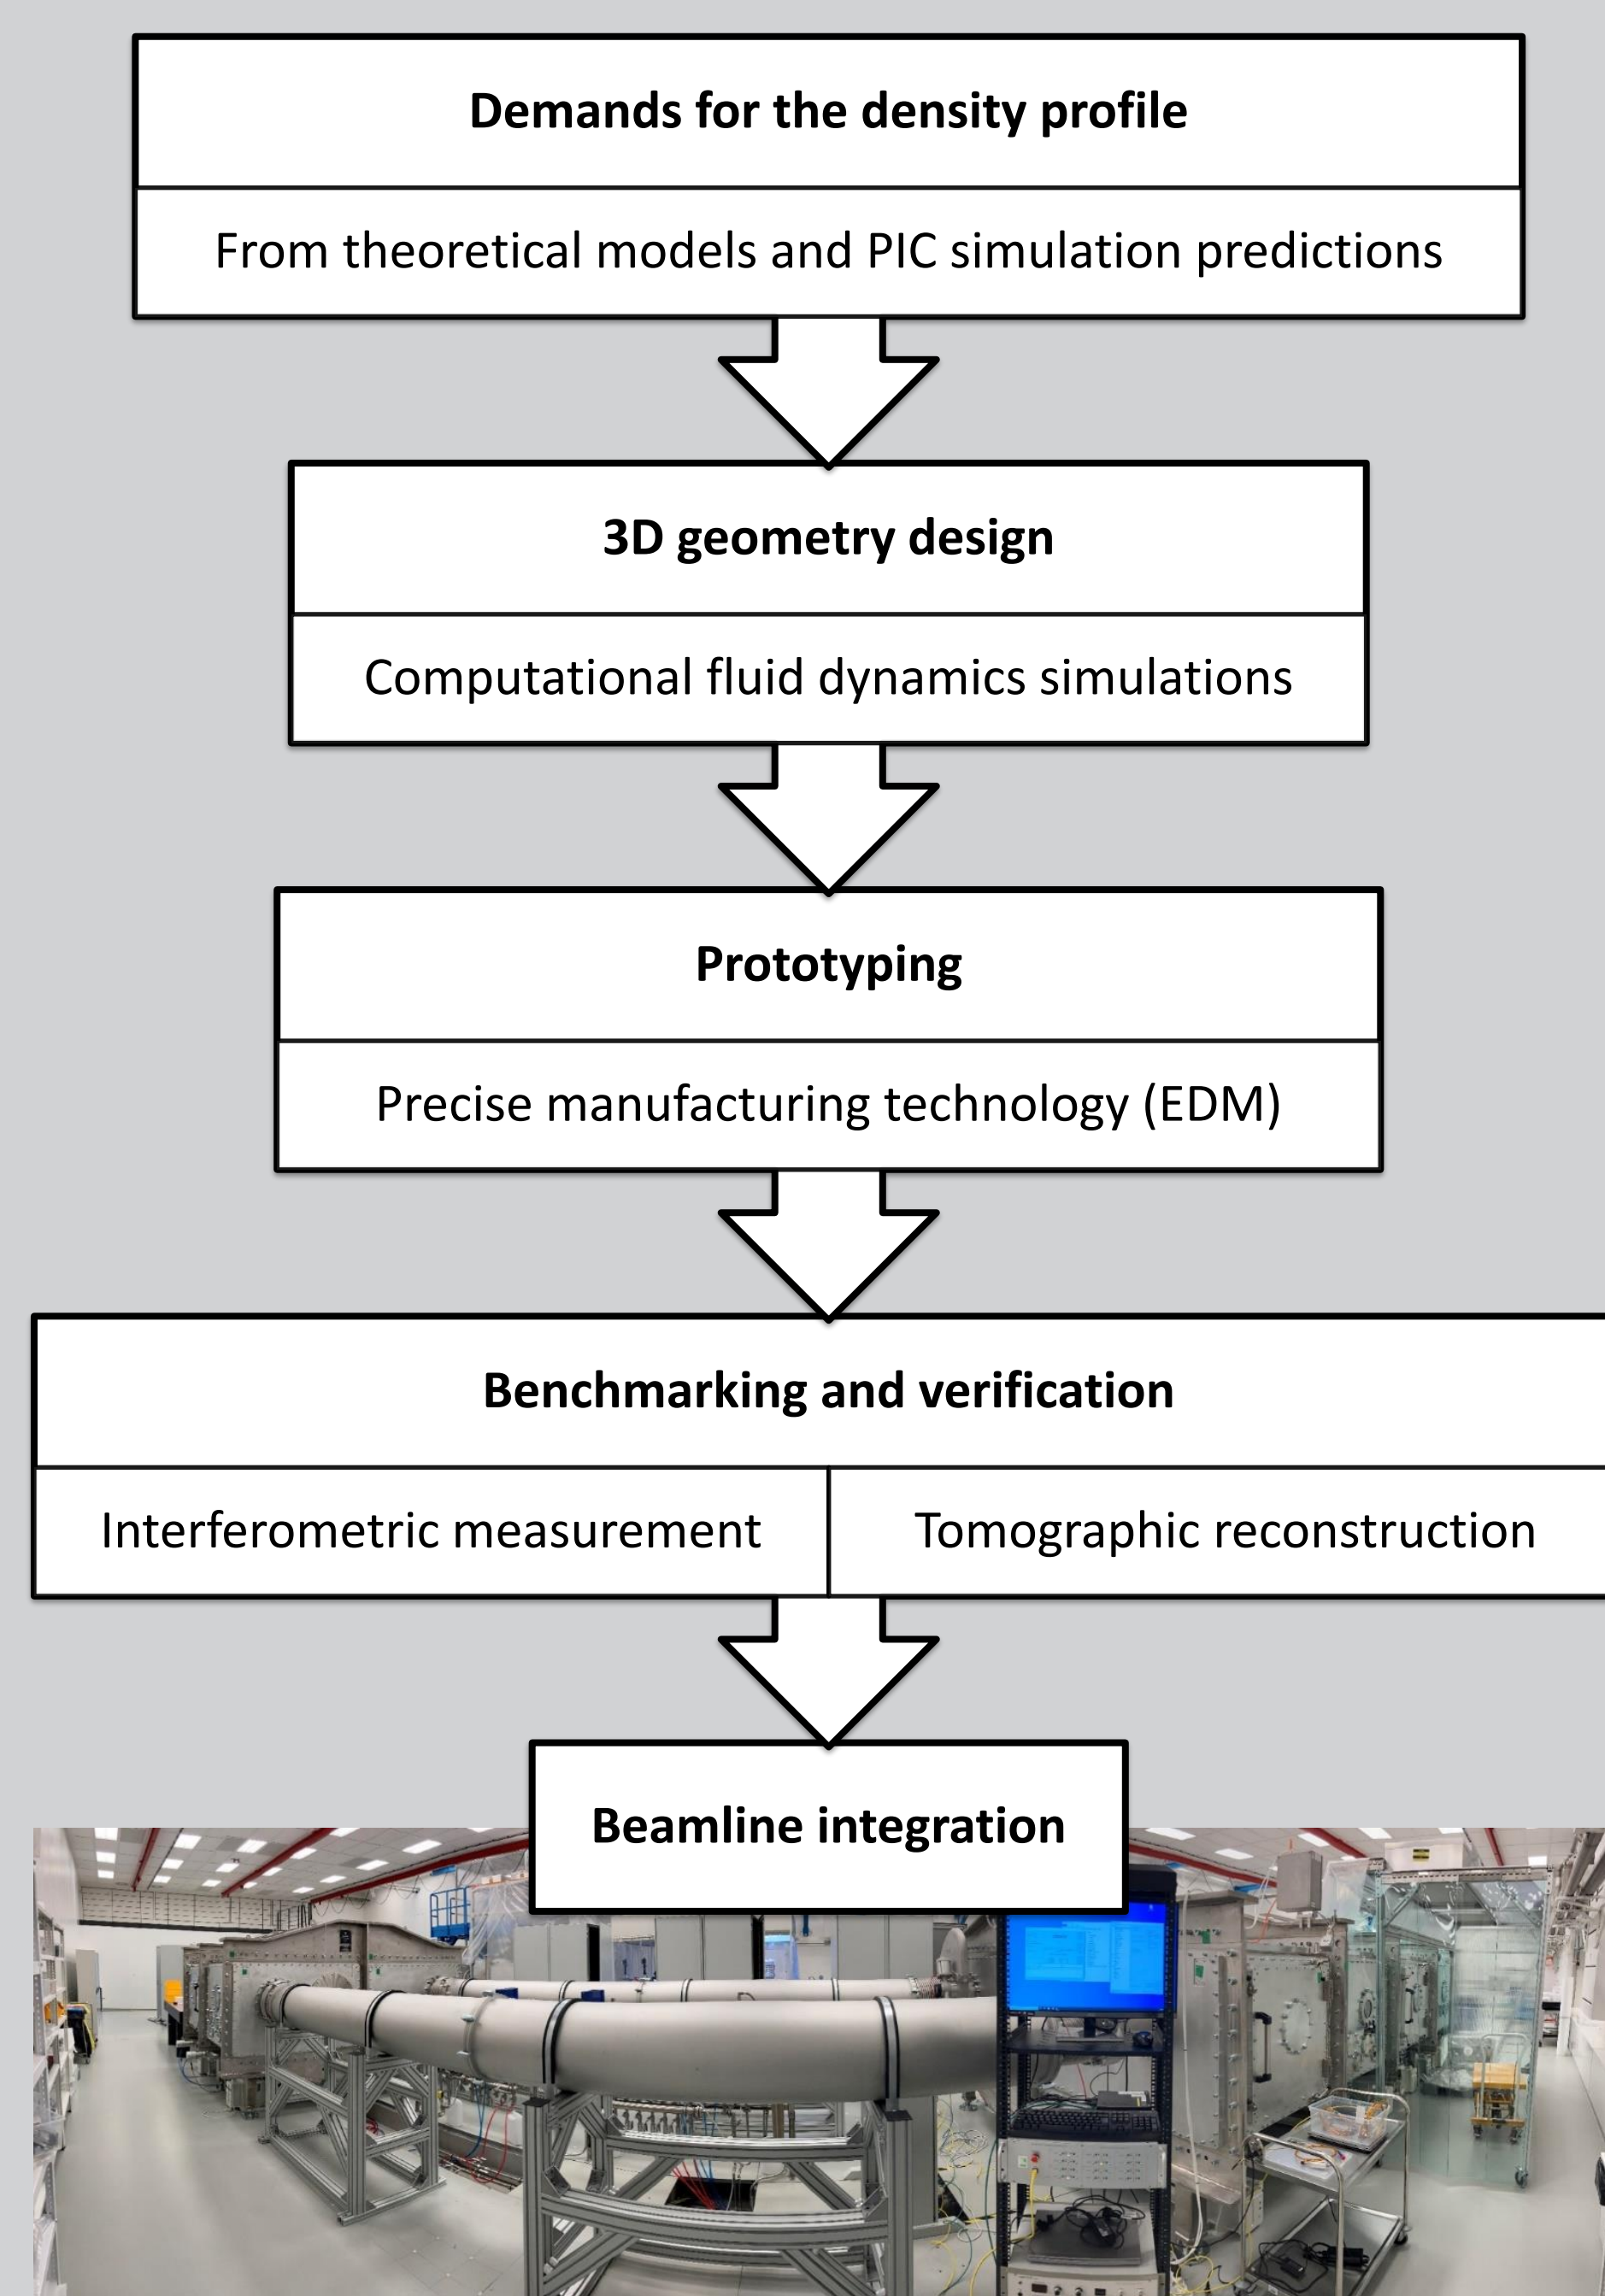 Demands for the density profile
From theoretical models and PIC simulation predictions
3D geometry design
Computational fluid dynamics simulations
Prototyping
Precise manufacturing technology (EDM)
Benchmarking and verification
Interferometric measurement
Tomographic reconstruction
Beamline integration